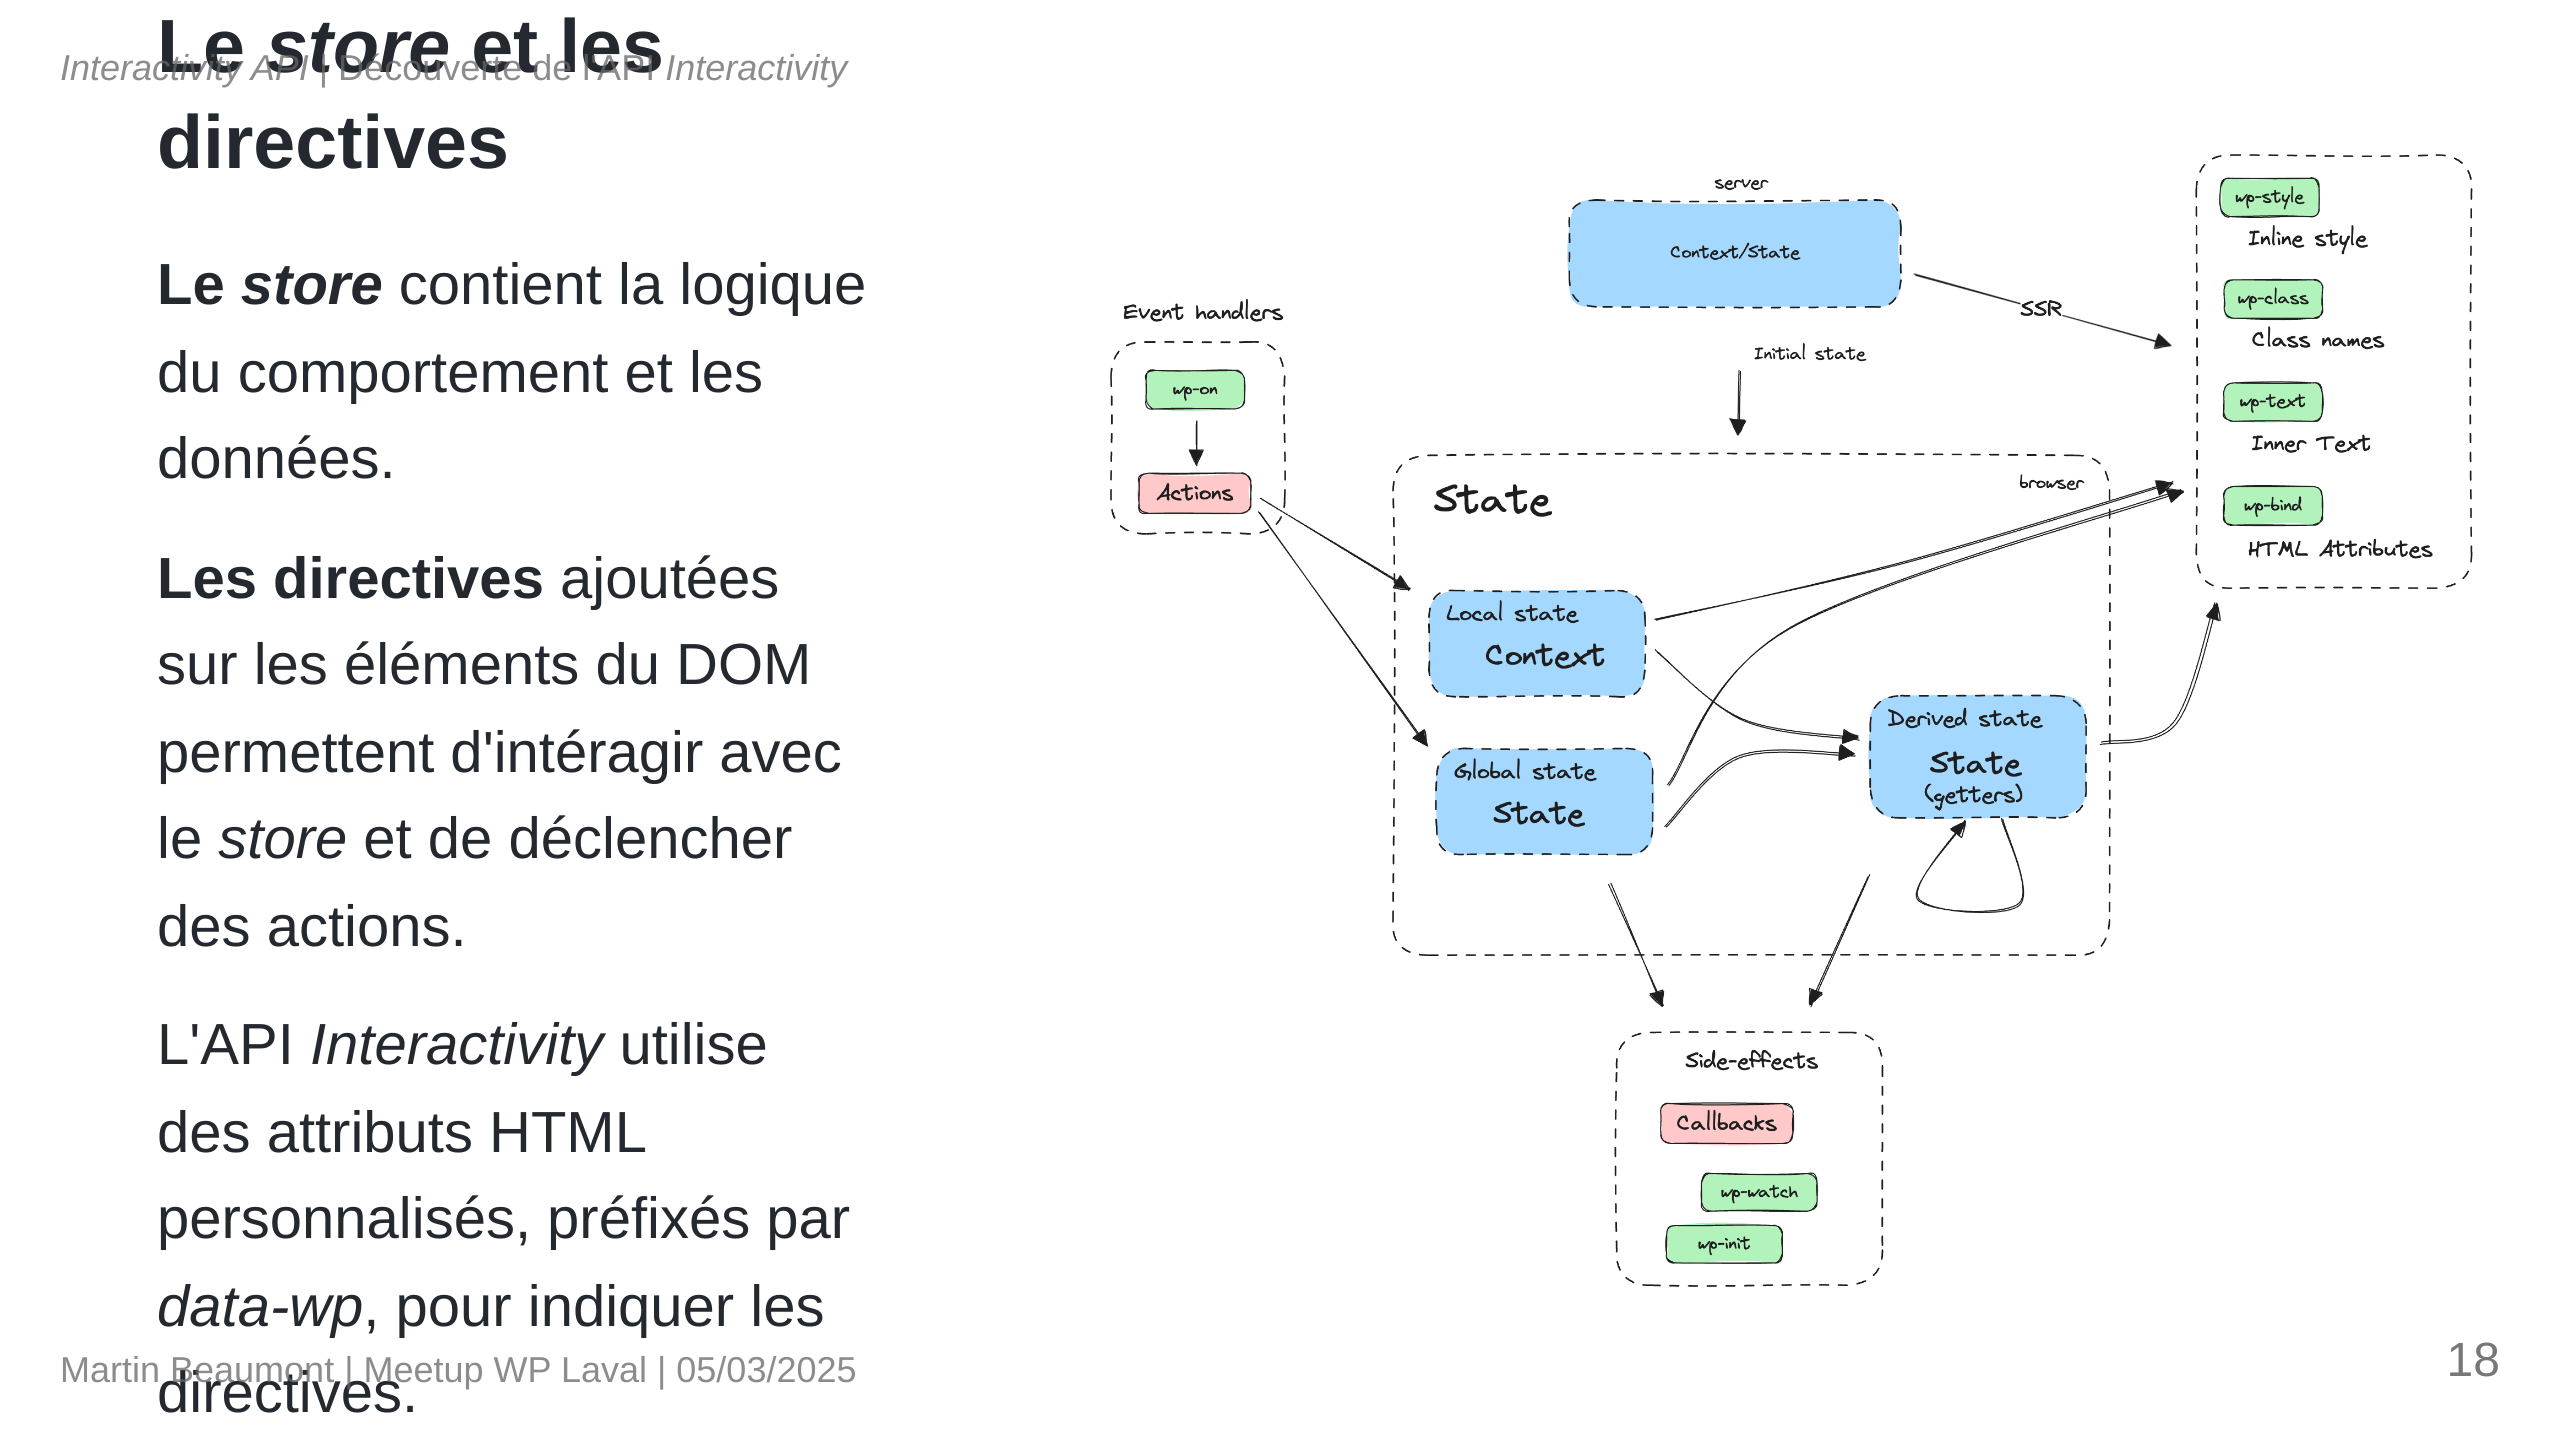 Interactivity API | Découverte de l'API Interactivity
Le store et les
directives
Le store contient la logique
du comportement et les
données.
Les directives ajoutées
sur les éléments du DOM
permettent d'intéragir avec
le store et de déclencher
des actions.
L'API Interactivity utilise
des attributs HTML
personnalisés, préfixés par
data-wp, pour indiquer les
directives.
server
Context/State
SSR
Initial state
Event handlers
wp-on
Actions
State
browser
Local state
Context
Global state
State
Derived state
State
(getters)
wp-style
Inline style
wp-class
Class names
wp-text
Inner Text
wp-bind
HTML Attributes
Side-effects
Callbacks
wp-watch
wp-init
Martin Beaumont | Meetup WP Laval | 05/03/2025
18